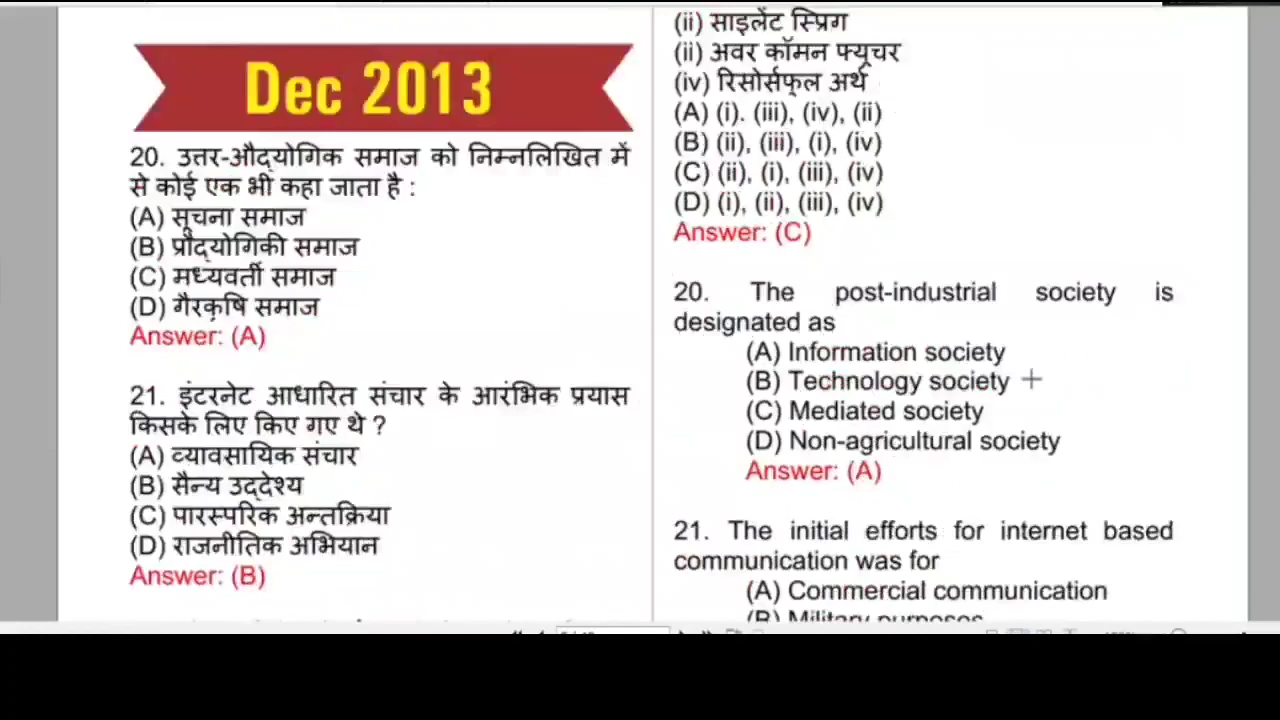 Dec 2013
20. उत्तर-औद्योगिक समाज को निम्नलिखित में
से कोई एक भी कहा जाता है :
(A) सूचना समाज
(B) प्रौद्योगिकी समाज
(C) मध्यवर्ती समाज
(D) गैरकृषि समाज
Answer: (A)
21. इंटरनेट आधारित संचार के आरंभिक प्रयास
किसके लिए किए गए थे ?
(A) व्यावसायिक संचार
(B) सैन्य उद्देश्य
(C) पारस्परिक अन्तक्रिया
(D) राजनीतिक अभियान
Answer: (B)
(ii) साइलेंट स्प्रिग
(ii) अवर कॉमन फ्यूचर
(iv) रिसोर्सफूल अर्थ
(A) (i). (iii), (iv), (ii)
(B) (ii), (iii), (i), (iv)
(C) (ii), (i), (iii), (iv)
(D) (i), (ii), (iii), (iv)
Answer: (C)
20. The post-industrial society is
designated as
(A) Information society
(B) Technology society
(C) Mediated society
(D) Non-agricultural society
Answer: (A)
21. The initial efforts for internet based
communication was for
(A) Commercial communication
(B) Military purposes